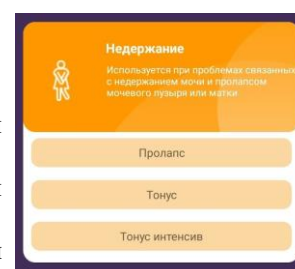 Недержание
Используется при проблемах связанных
с недержанием мочи и пролапсом
мочевого пузыря или матки
Пролапс
Тонус
Тонус интенсив